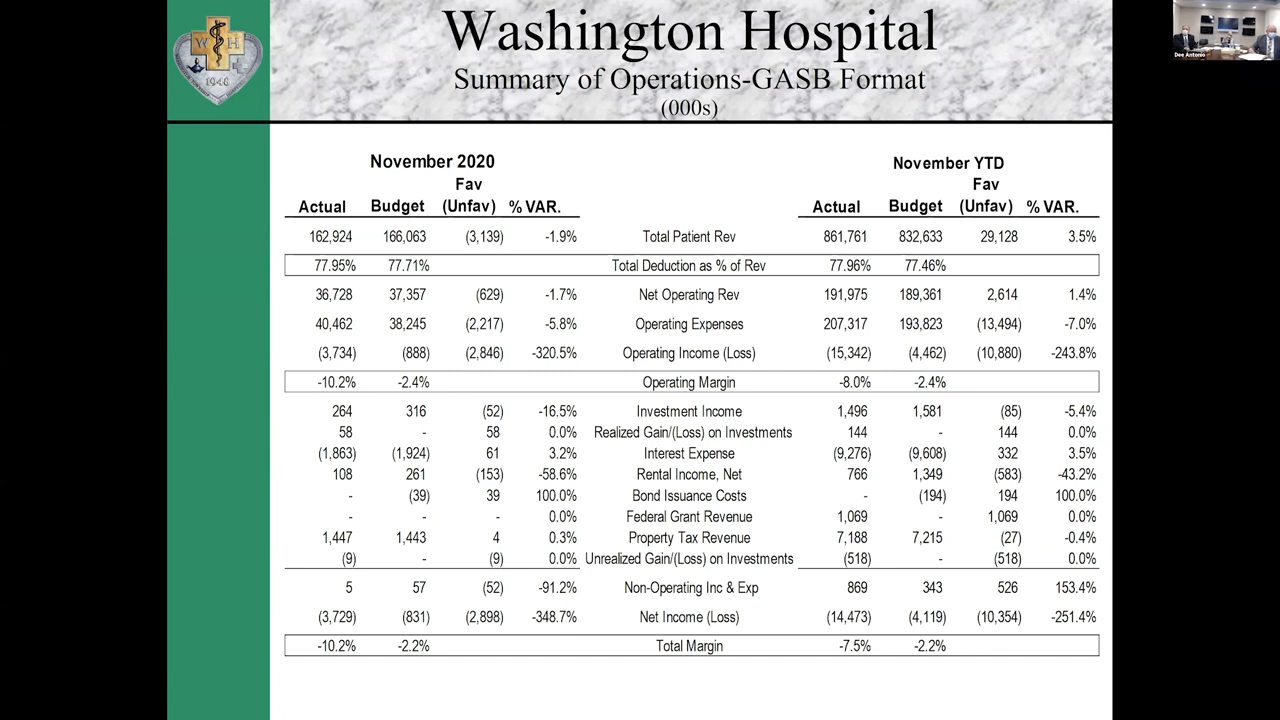 Washington Hospital
Summary of Operations-GASB Format
(000s)
W H
1948
Dee Antonio
November 2020 November YTD
Fav Fav
Actual Budget (Unfav) % VAR. Actual Budget (Unfav) % VAR.
162,924 166,063 (3,139) -1.9% Total Patient Rev 861,761 832,633 29,128 3.5%
77.95% 77.71% Total Deduction as % of Rev 77.96% 77.46%
36,728 37,357 (629) -1.7% Net Operating Rev 191,975 189,361 2,614 1.4%
40,462 38,245 (2,217) -5.8% Operating Expenses 207,317 193,823 (13,494) -7.0%
(3,734) (888) (2,846) -320.5% Operating Income (Loss) (15,342) (4,462) (10,880) -243.8%
-10.2% -2.4% Operating Margin -8.0% -2.4%
264 316 (52) -16.5% Investment Income 1,496 1,581 (85) -5.4%
58 - 58 0.0% Realized Gain/(Loss) on Investments 144 - 144 0.0%
(1,863) (1,924) 61 3.2% Interest Expense (9,276) (9,608) 332 3.5%
108 261 (153) -58.6% Rental Income, Net 766 1,349 (583) -43.2%
- (39) 39 100.0% Bond Issuance Costs - (194) 194 100.0%
- - - 0.0% Federal Grant Revenue 1,069 - 1,069 0.0%
1,447 1,443 4 0.3% Property Tax Revenue 7,188 7,215 (27) -0.4%
(9) - (9) 0.0% Unrealized Gain/(Loss) on Investments (518) - (518) 0.0%
5 57 (52) -91.2% Non-Operating Inc & Exp 869 343 526 153.4%
(3,729) (831) (2,898) -348.7% Net Income (Loss) (14,473) (4,119) (10,354) -251.4%
-10.2% -2.2% Total Margin -7.5% -2.2%